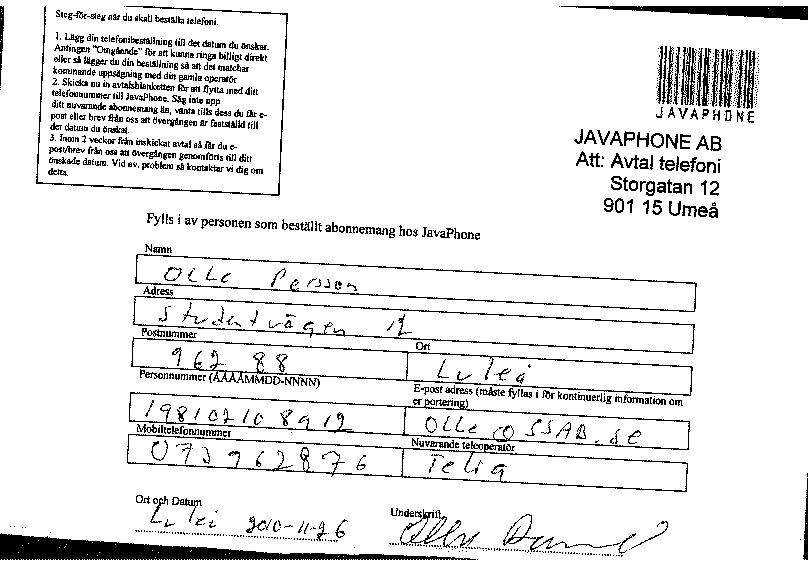 Steg-för-steg när du skall beställa telefoni.
1. Lägg din telefonibeställning till det datum du önskar.
Antingen "Omgående" för att kunna ringa billigt direkt
eller så lägger du din beställning så att det matchar
kommande uppsägning med din gamla operatör
2. Skicka nu in avtalsblanketten för att flytta med ditt
telefonnummer till JavaPhone. Säg inte upp
ditt nuvarande abonnemang än, vänta tills dess du får e-
post eller brev från oss att övergången är fastställd till
det datum du önskat.
3. Inom 2 veckor från inskickat avtal så får du e-
post/brev från oss att övergången genomförts till ditt
önskade datum. Vid ev. problem så kontaktar vi dig om
detta.
JAVAPHONE
JAVAPHONE AB
Att: Avtal telefoni
Storgatan 12
901 15 Umeå
Fylls i av personen som beställt abonnemang hos JavaPhone
Namn
Olle Persson
Adress
Studentvägen 12
Postnummer Ort
962 88 Luleå
Personnummer (ÅÅÅÅMMDD-NNNN) E-post adress (måste fyllas i för kontinuerlig information om
er portering)
198102108912 olle@SSAB.se
Mobiltelefonnummer Nuvarande teleoperatör
073962876 Telia
Ort och Datum Underskrift
Luleå 2010-11-26 Olle